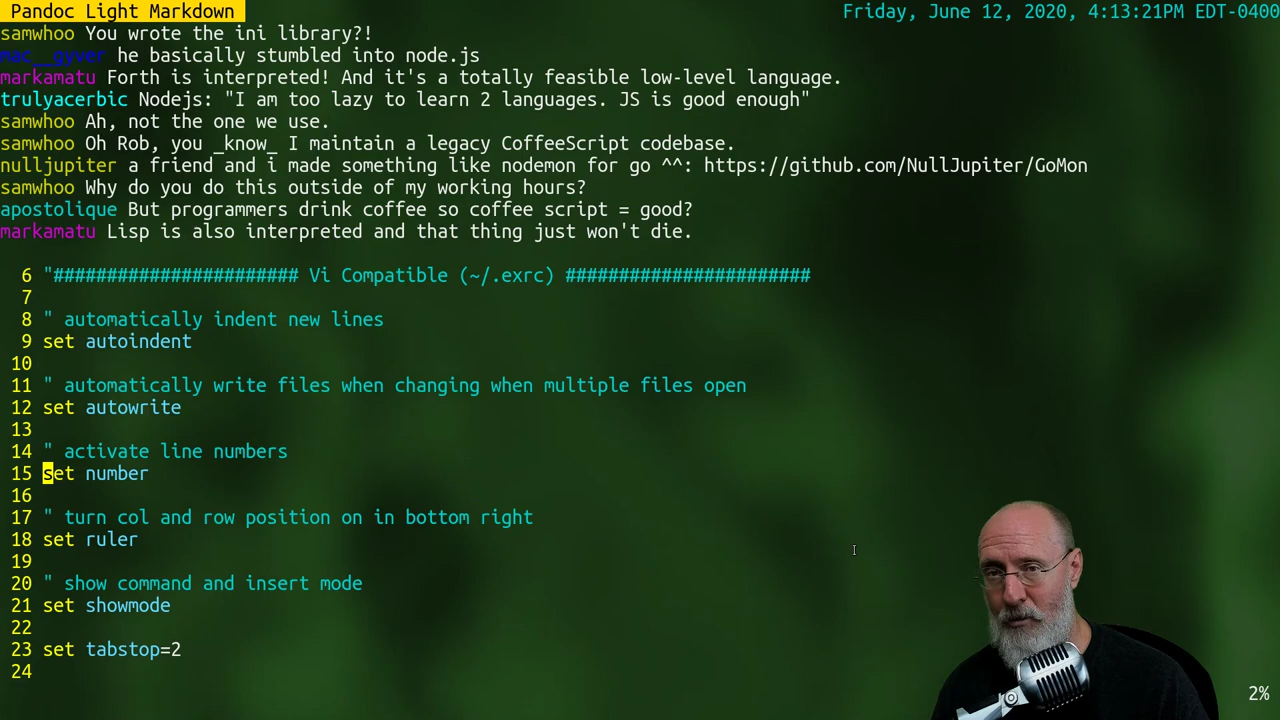 Pandoc Light Markdown
Friday, June 12, 2020, 4:13:21PM EDT-0400
samwhoo You wrote the ini library?!
mac__gyver he basically stumbled into node.js
markamatu Forth is interpreted! And it's a totally feasible low-level language.
trulyacerbic Nodejs: "I am too lazy to learn 2 languages. JS is good enough"
samwhoo Ah, not the one we use.
samwhoo Oh Rob, you _know_ I maintain a legacy CoffeeScript codebase.
nulljupiter a friend and i made something like nodemon for go ^^: https://github.com/NullJupiter/GoMon
samwhoo Why do you do this outside of my working hours?
apostolique But programmers drink coffee so coffee script = good?
markamatu Lisp is also interpreted and that thing just won't die.
6 "####################### Vi Compatible (~/.exrc) #######################
7
8 " automatically indent new lines
9 set autoindent
10
11 " automatically write files when changing when multiple files open
12 set autowrite
13
14 " activate line numbers
15 set number
16
17 " turn col and row position on in bottom right
18 set ruler
19
20 " show command and insert mode
21 set showmode
22
23 set tabstop=2
24
2%